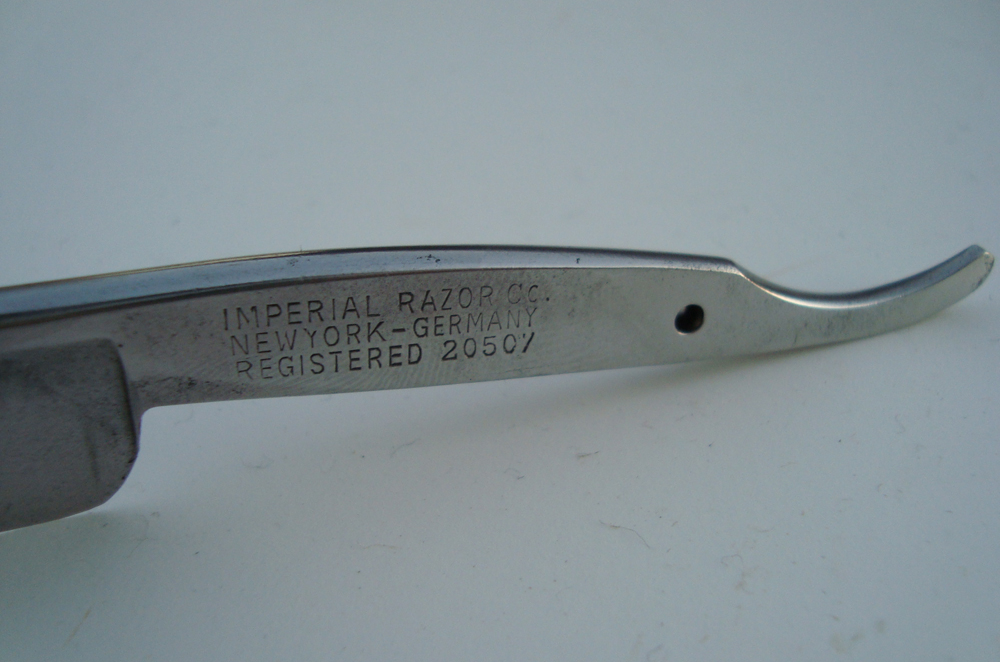 IMPERIAL RAZOR Co.
NEWYORK-GERMANY
REGISTERED 20507